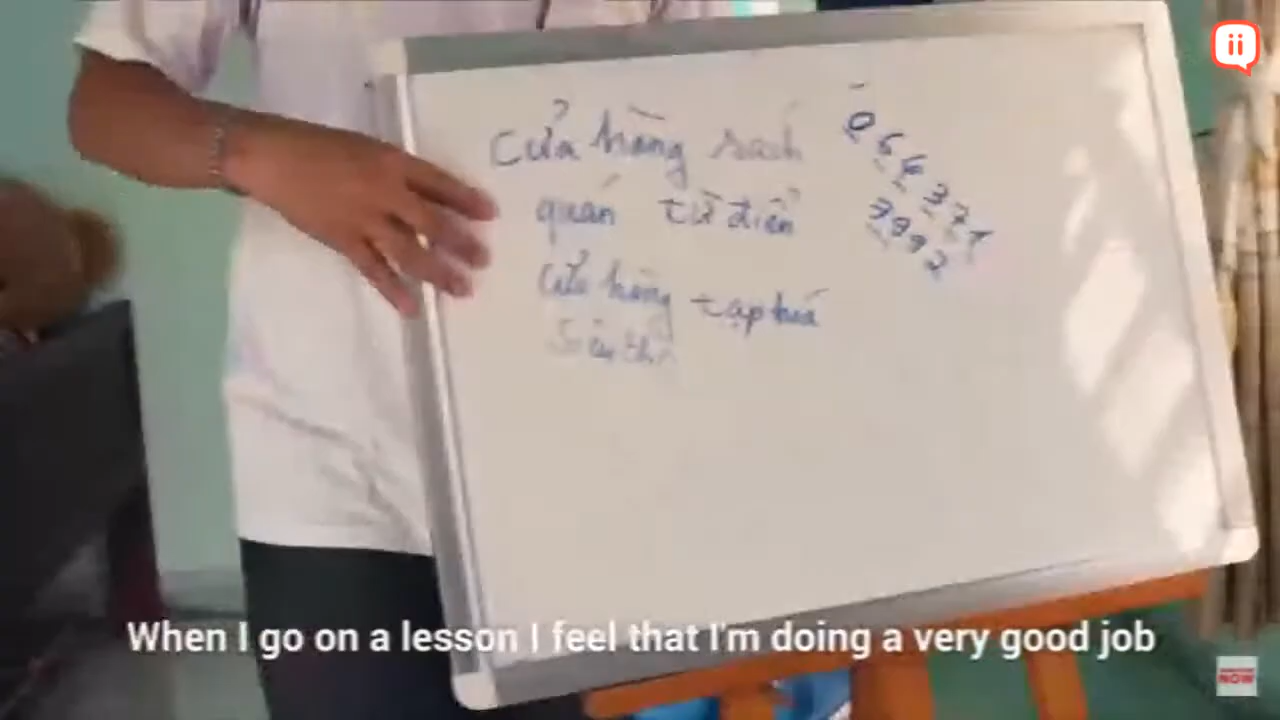 cửa hàng sách
quán từ điển
cửa hàng tạp hoá
Siêu thị
When I go on a lesson I feel that I'm doing a very good job
NOW